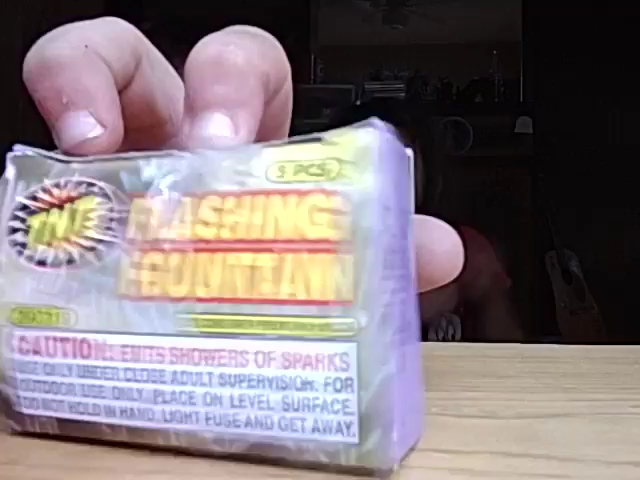 3 PCS
TNT
FLASHING
FOUNTAIN
CAUTION: EMITS SHOWERS OF SPARKS
USE ONLY UNDER CLOSE ADULT SUPERVISION. FOR
OUTDOOR USE ONLY. PLACE ON LEVEL SURFACE.
DO NOT HOLD IN HAND. LIGHT FUSE AND GET AWAY.